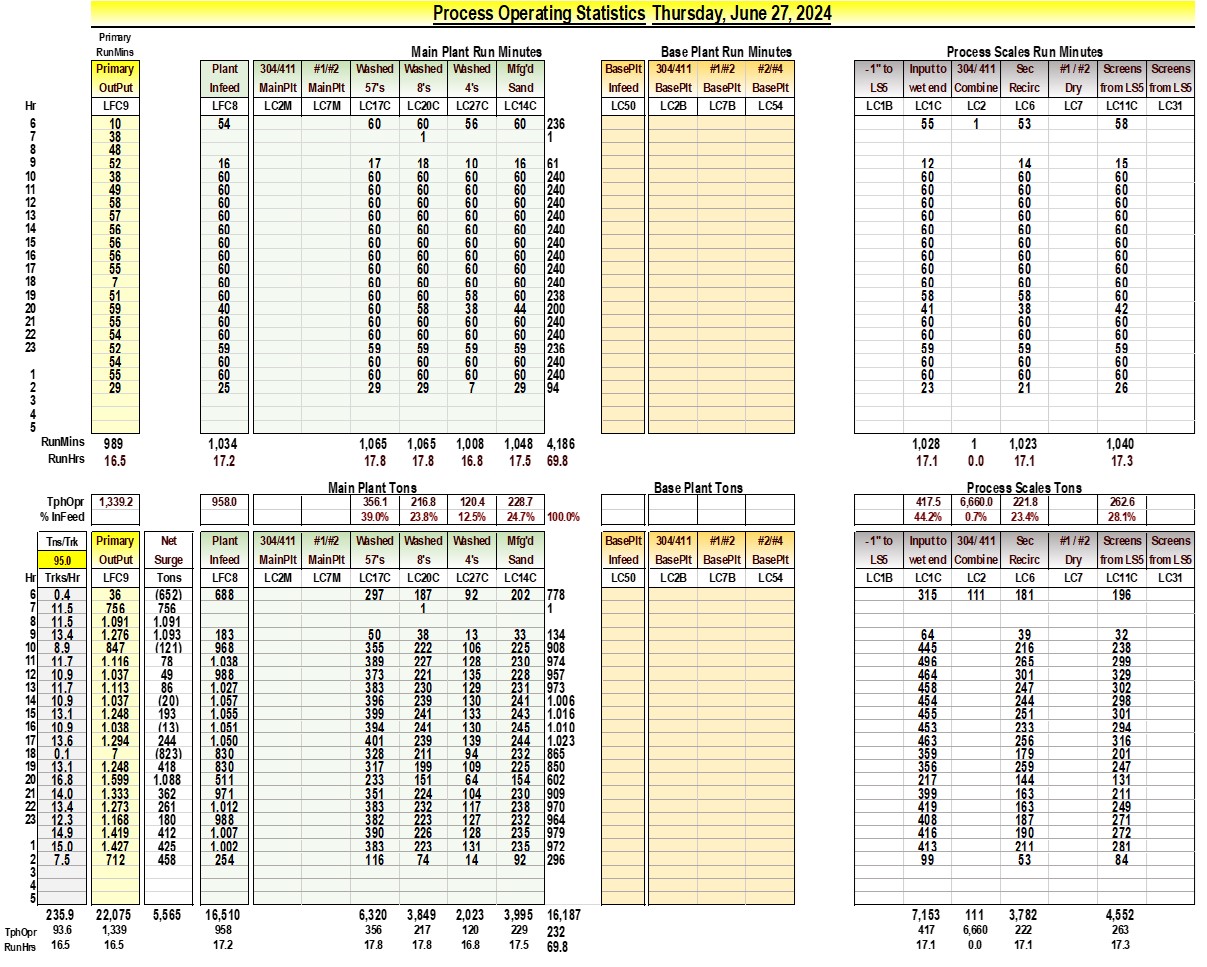 Process Operating Statistics Thursday, June 27, 2024
Primary
RunMins Main Plant Run Minutes Base Plant Run Minutes Process Scales Run Minutes
Primary Plant 304/411 #1/#2 Washed Washed Washed Mfg'd BasePlt 304/411 #1/#2 #2/#4 -1" to Input to 304/411 Sec #1/#2 Screens Screens
OutPut Infeed MainPlt MainPlt 57's 8's 4's Sand Infeed BasePlt BasePlt BasePlt LS5 wet end Combine Recirc Dry from LS5 from LS5
Hr LFC9 LFC8 LC2M LC7M LC17C LC20C LC27C LC14C LC50 LC2B LC7B LC54 LC1B LC1C LC2 LC6 LC7 LC11C LC31
6 10 54 60 60 56 60 236 55 1 53 58
7 38 1 1
8 48
9 52 16 17 18 10 16 61 12 14 15
10 38 60 60 60 60 60 240 60 60 60
11 49 60 60 60 60 60 240 60 60 60
12 58 60 60 60 60 60 240 60 60 60
13 57 60 60 60 60 60 240 60 60 60
14 56 60 60 60 60 60 240 60 60 60
15 56 60 60 60 60 60 240 60 60 60
16 56 60 60 60 60 60 240 60 60 60
17 55 60 60 60 60 60 240 60 60 60
18 7 60 60 60 60 60 240 60 60 60
19 51 60 60 60 58 60 238 58 58 60
20 59 40 60 58 38 44 200 41 38 42
21 55 60 60 60 60 60 240 60 60 60
22 54 60 60 60 60 60 240 60 60 60
23 52 59 59 59 59 59 236 59 59 59
54 60 60 60 60 60 240 60 60 60
1 55 60 60 60 60 60 240 60 60 60
2 29 25 29 29 7 29 94 23 21 26
3
4
5
RunMins 989 1,034 1,065 1,065 1,008 1,048 4,186 1,028 1 1,023 1,040
RunHrs 16.5 17.2 17.8 17.8 16.8 17.5 69.8 17.1 0.0 17.1 17.3
Main Plant Tons Base Plant Tons Process Scales Tons
TphOpr 1,339.2 958.0 356.1 216.8 120.4 228.7 417.5 6,660.0 221.8 262.6
% InFeed 39.0% 23.8% 12.5% 24.7% 100.0% 44.2% 0.7% 23.4% 28.1%
Tns/Trk Primary Net Plant 304/411 #1/#2 Washed Washed Washed Mfg'd BasePlt 304/411 #1/#2 #2/#4 -1" to Input to 304/411 Sec #1/#2 Screens Screens
95.0 OutPut Surge Infeed MainPlt MainPlt 57's 8's 4's Sand Infeed BasePlt BasePlt BasePlt LS5 wet end Combine Recirc Dry from LS5 from LS5
Hr Trks/Hr LFC9 Tons LFC8 LC2M LC7M LC17C LC20C LC27C LC14C LC50 LC2B LC7B LC54 LC1B LC1C LC2 LC6 LC7 LC11C LC31
6 0.4 36 (652) 688 297 187 92 202 778 315 111 181 196
7 11.5 756 756 1 1
8 11.5 1.091 1.091
9 13.4 1.276 1.093 183 50 38 13 33 134 64 39 32
10 8.9 847 (121) 968 355 222 106 225 908 445 216 238
11 11.7 1.116 78 1.038 389 227 128 230 974 496 265 299
12 10.9 1.037 49 988 373 221 135 228 957 464 301 329
13 11.7 1.113 86 1.027 383 230 129 231 973 458 247 302
14 10.9 1.037 (20) 1.057 396 239 130 241 1.006 454 244 298
15 13.1 1.248 193 1.055 399 241 133 243 1.016 455 251 301
16 10.9 1.038 (13) 1.051 394 241 130 245 1.010 453 233 294
17 13.6 1.294 244 1.050 401 239 139 244 1.023 463 256 316
18 0.1 7 (823) 830 328 211 94 232 865 359 179 201
19 13.1 1.248 418 830 317 199 109 225 850 356 259 247
20 16.8 1.599 1.088 511 233 151 64 154 602 217 144 131
21 14.0 1.333 362 971 351 224 104 230 909 399 163 211
22 13.4 1.273 261 1.012 383 232 117 238 970 419 163 249
23 12.3 1.168 180 988 382 223 127 232 964 408 187 271
14.9 1.419 412 1.007 390 226 128 235 979 416 190 272
1 15.0 1.427 425 1.002 383 223 131 235 972 413 211 281
2 7.5 712 458 254 116 74 14 92 296 99 53 84
3
4
5
235.9 22,075 5,565 16,510 6,320 3,849 2,023 3,995 16,187 7,153 111 3,782 4,552
TphOpr 93.6 1,339 958 356 217 120 229 232 417 6,660 222 263
RunHrs 16.5 16.5 17.2 17.8 17.8 16.8 17.5 69.8 17.1 0.0 17.1 17.3